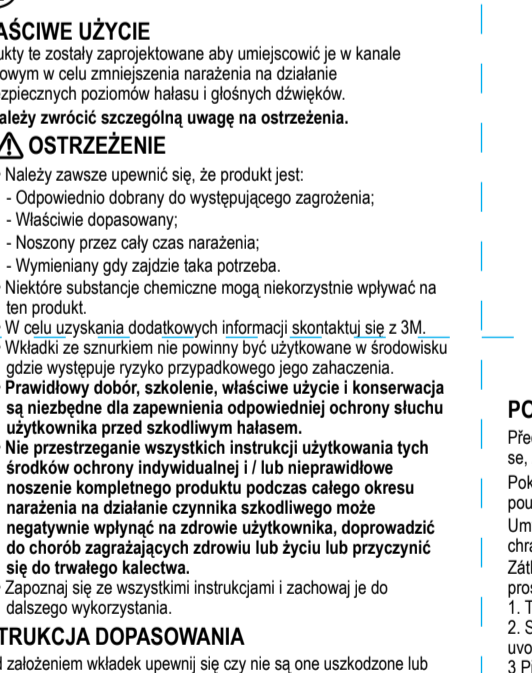 AŚCIWE UŻYCIE
ukty te zostały zaprojektowane aby umiejscowić je w kanale
owym w celu zmniejszenia narażenia na działanie
zpiecznych poziomów hałasu i głośnych dźwięków.
ależy zwrócić szczególną uwagę na ostrzeżenia.
OSTRZEŻENIE
Należy zawsze upewnić się, że produkt jest:
- Odpowiednio dobrany do występującego zagrożenia;
- Właściwie dopasowany;
- Noszony przez cały czas narażenia;
- Wymieniany gdy zajdzie taka potrzeba.
• Niektóre substancje chemiczne mogą niekorzystnie wpływać na
ten produkt.
• W celu uzyskania dodatkowych informacji skontaktuj się z 3M.
• Wkładki ze sznurkiem nie powinny być użytkowane w środowisku
gdzie występuje ryzyko przypadkowego jego zahaczenia.
• Prawidłowy dobór, szkolenie, właściwe użycie i konserwacja
są niezbędne dla zapewnienia odpowiedniej ochrony słuchu
użytkownika przed szkodliwym hałasem.
• Nie przestrzeganie wszystkich instrukcji użytkowania tych
środków ochrony indywidualnej i / lub nieprawidłowe
noszenie kompletnego produktu podczas całego okresu
narażenia na działanie czynnika szkodliwego może
negatywnie wpłynąć na zdrowie użytkownika, doprowadzić
do chorób zagrażających zdrowiu lub życiu lub przyczynić
się do trwałego kalectwa.
• Zapoznaj się ze wszystkimi instrukcjami i zachowaj je do
dalszego wykorzystania.
TRUKCJA DOPASOWANIA
d założeniem wkładek upewnij się czy nie są one uszkodzone lub
PO
Pře
se,
Pok
pou
Um
chra
Zátk
pros
1. T
2. S
uvo
3 Př